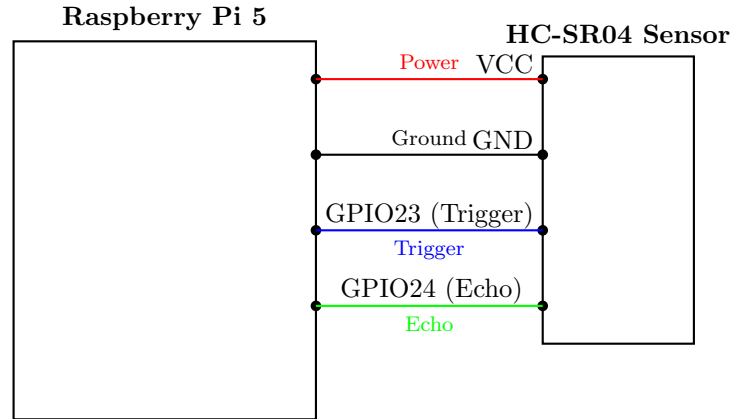 Raspberry Pi 5
HC-SR04 Sensor
Power VCC
Ground GND
GPIO23 (Trigger)
Trigger
GPIO24 (Echo)
Echo